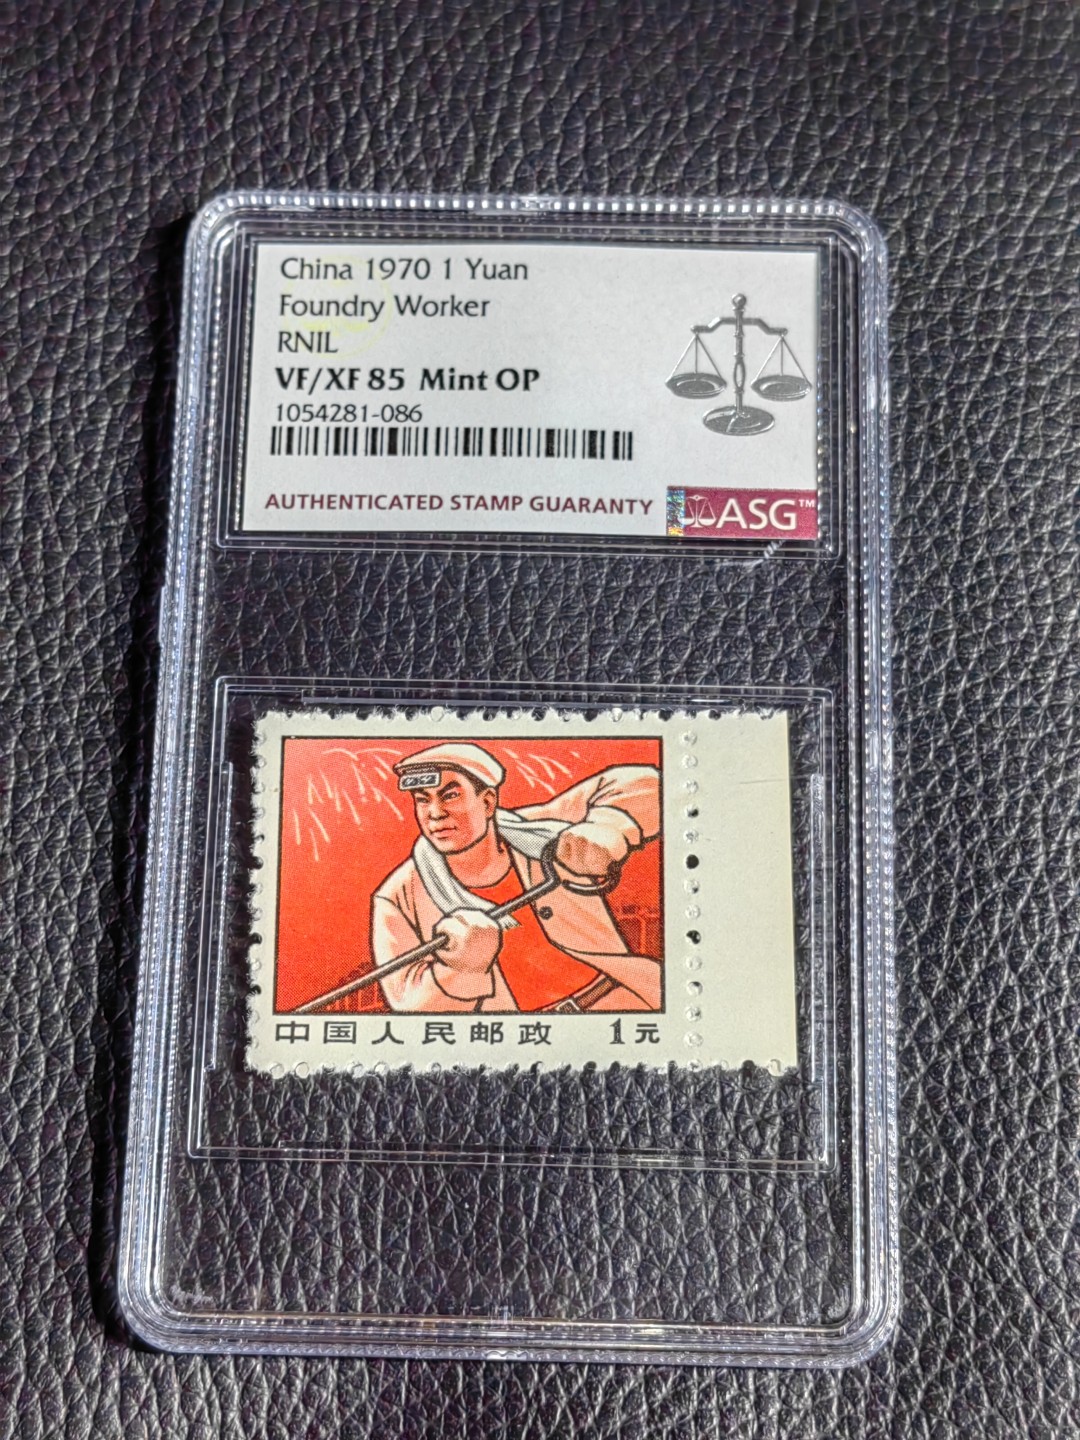 China 1970 1 Yuan
Foundry Worker
RNIL
VF/XF 85 Mint OP
1054281-086
AUTHENTICATED STAMP GUARANTY
ASG™
中国人民邮政 1元